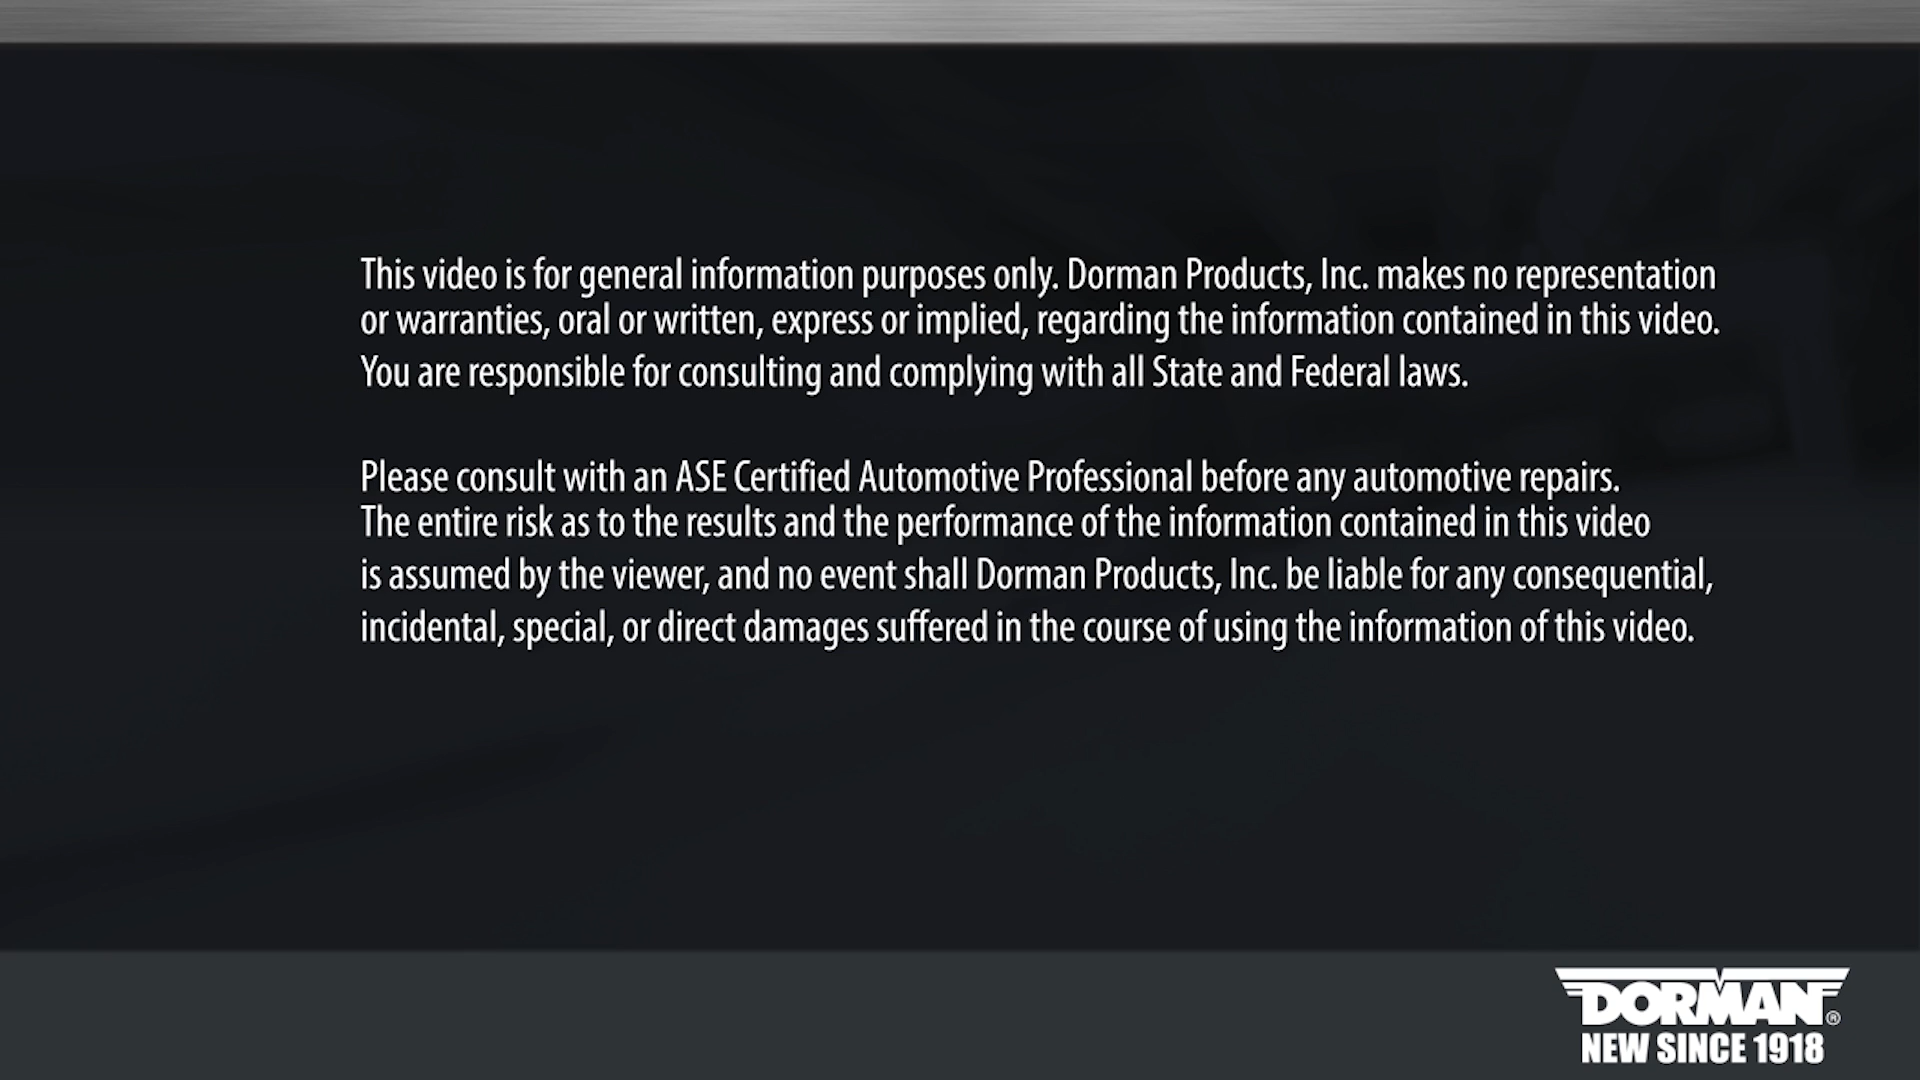 This video is for general information purposes only. Dorman Products, Inc. makes no representation
or warranties, oral or written, express or implied, regarding the information contained in this video.
You are responsible for consulting and complying with all State and Federal laws.
Please consult with an ASE Certified Automotive Professional before any automotive repairs.
The entire risk as to the results and the performance of the information contained in this video
is assumed by the viewer, and no event shall Dorman Products, Inc. be liable for any consequential,
incidental, special, or direct damages suffered in the course of using the information of this video.
DORMAN®
NEW SINCE 1918